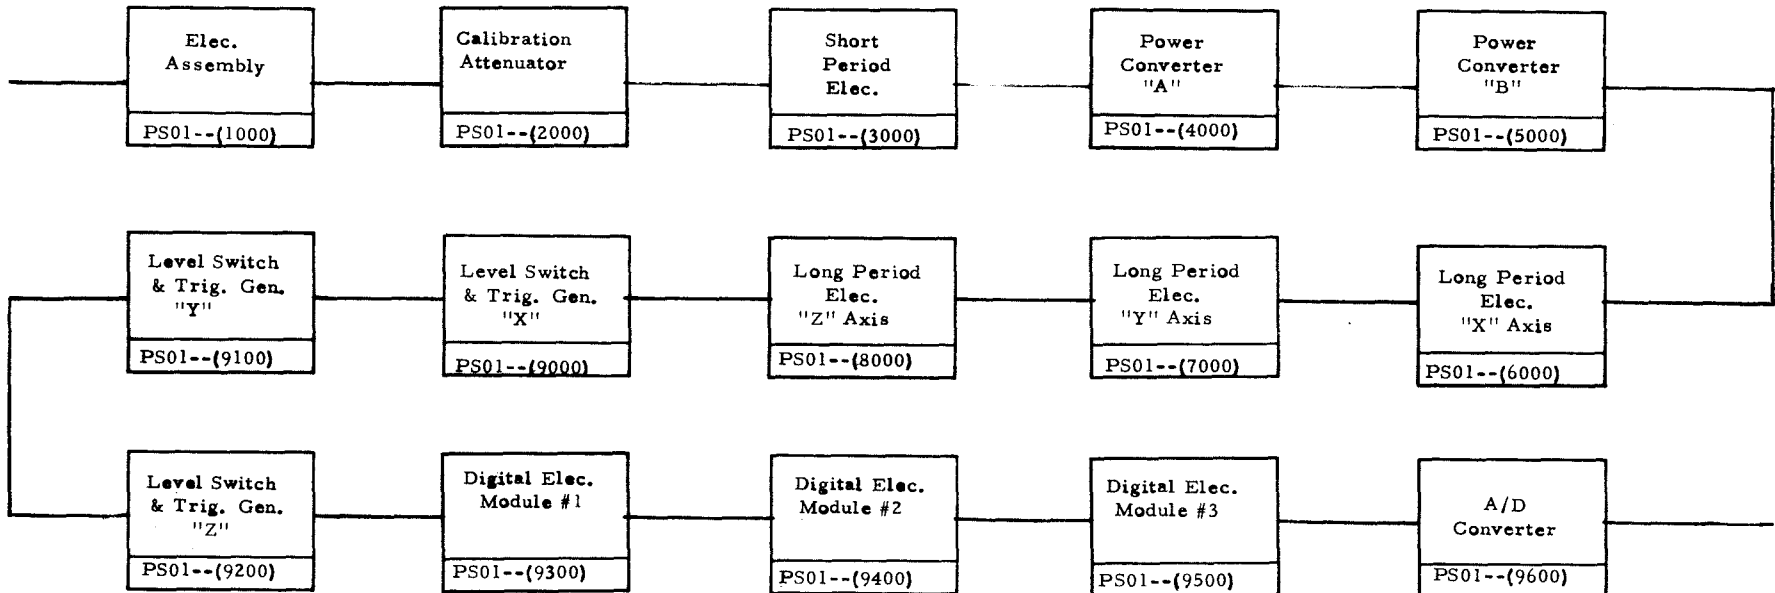 Elec.
Assembly
PS01--(1000)
Calibration
Attenuator
PS01--(2000)
Short
Period
Elec.
PS01--(3000)
Power
Converter
"A"
PS01--(4000)
Power
Converter
"B"
PS01--(5000)
Level Switch
& Trig. Gen.
"Y"
PS01--(9100)
Level Switch
& Trig. Gen.
"X"
PS01--(9000)
Long Period
Elec.
"Z" Axis
PS01--(8000)
Long Period
Elec.
"Y" Axis
PS01--(7000)
Long Period
Elec.
"X" Axis
PS01--(6000)
Level Switch
& Trig. Gen.
"Z"
PS01--(9200)
Digital Elec.
Module #1
PS01--(9300)
Digital Elec.
Module #2
PS01--(9400)
Digital Elec.
Module #3
PS01--(9500)
A/D
Converter
PS01--(9600)